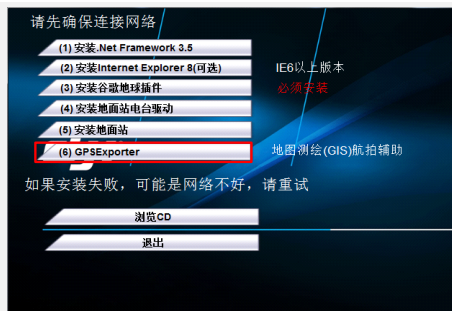 请先确保连接网络
(1) 安装.Net Framework 3.5
(2) 安装Internet Explorer 8(可选)
IE6以上版本
(3) 安装谷歌地球插件
必须安装
(4) 安装地面站电台驱动
(5) 安装地面站
(6) GPSExporter
地图测绘(GIS)航拍辅助
如果安装失败，可能是网络不好，请重试
浏览CD
退出